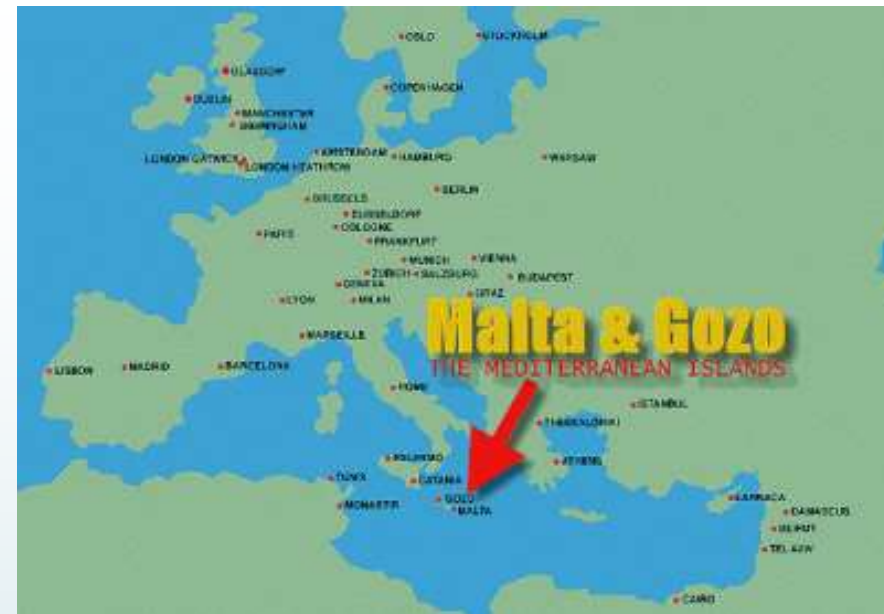 OSLO
STOCKHOLM
GLASGOW
COPENHAGEN
DUBLIN
MANCHESTER
BIRMINGHAM
AMSTERDAM
HAMBURG
WARSAW
LONDON GATWICK
LONDON HEATHROW
BERLIN
BRUSSELS
DUSSELDORF
COLOGNE
PARIS
FRANKFURT
MUNICH
VIENNA
ZURICH
SALZBURG
BUDAPEST
GENEVA
GRAZ
LYON
MILAN
Malta & Gozo
THE MEDITERRANEAN ISLANDS
MARSEILLE
LISBON
MADRID
BARCELONA
ROME
ISTANBUL
THESSALONIKI
PALERMO
ATHENS
TUNIS
CATANIA
GOZO
MALTA
MONASTIR
LARNACA
DAMASCUS
BEIRUT
TEL AVIV
CAIRO